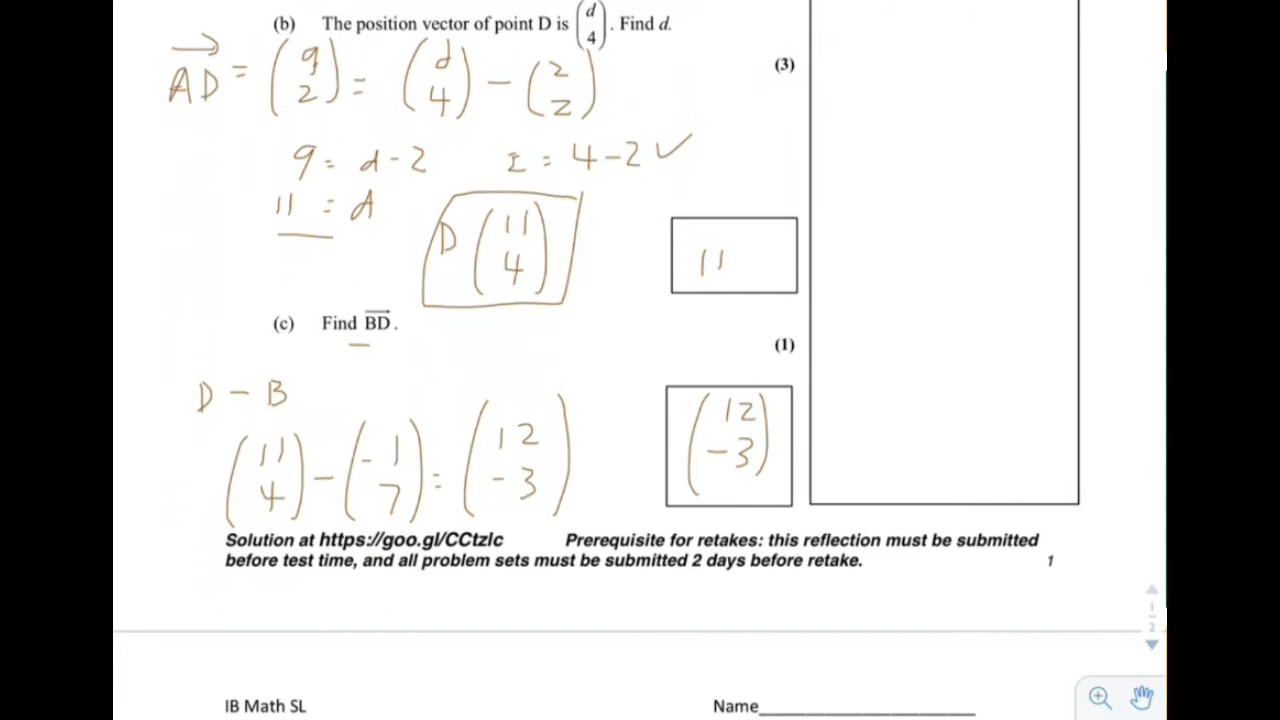 (b) The position vector of point D is (d 4). Find d.
(3)
AD = (9 2) = (d 4) - (2 2)
9 = d - 2 2 = 4 - 2 ✓
11 = d
D (11 4)
11
(c) Find BD.
(1)
D - B
(11 4) - (-1 7) = (12 -3)
(12 -3)
Solution at https://goo.gl/CCtzlc Prerequisite for retakes: this reflection must be submitted
before test time, and all problem sets must be submitted 2 days before retake. 1
1
2
IB Math SL Name____________________